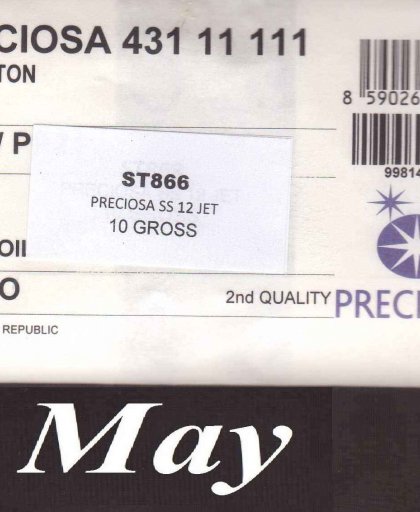 CIOSA 431 11 111
TON
8 59026
/ P
99814
ST866
PRECIOSA SS 12 JET
10 GROSS
OII
O
2nd QUALITY
PRECI
REPUBLIC
May